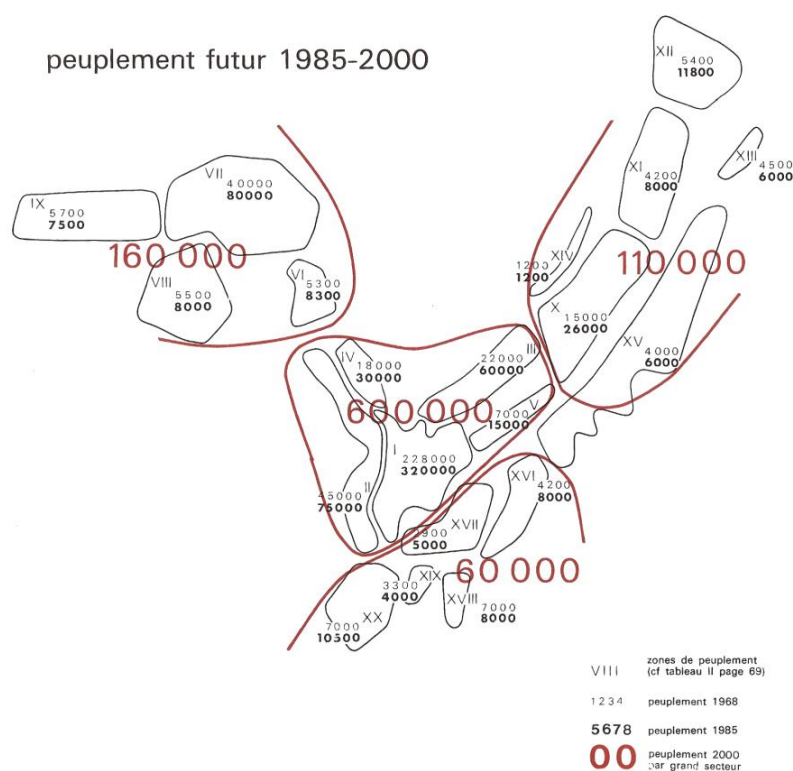 peuplement futur 1985-2000
XII
5400
11800
XIII
4500
6000
XI
4200
8000
VII
40000
80000
IX
5700
7500
160 000
VIII
5500
8000
VI
5300
8300
XIV
1200
1200
110 000
X
15000
26000
XV
4000
6000
IV
18000
30000
III
22000
60000
600 000
V
7000
15000
I
228000
320000
II
45000
75000
XVI
4200
8000
XVII
2900
5000
60 000
XIX
3300
4000
XVIII
7000
8000
XX
7000
10500
VIII zones de peuplement
(cf tableau II page 69)
1234 peuplement 1968
5678 peuplement 1985
00 peuplement 2000
par grand secteur